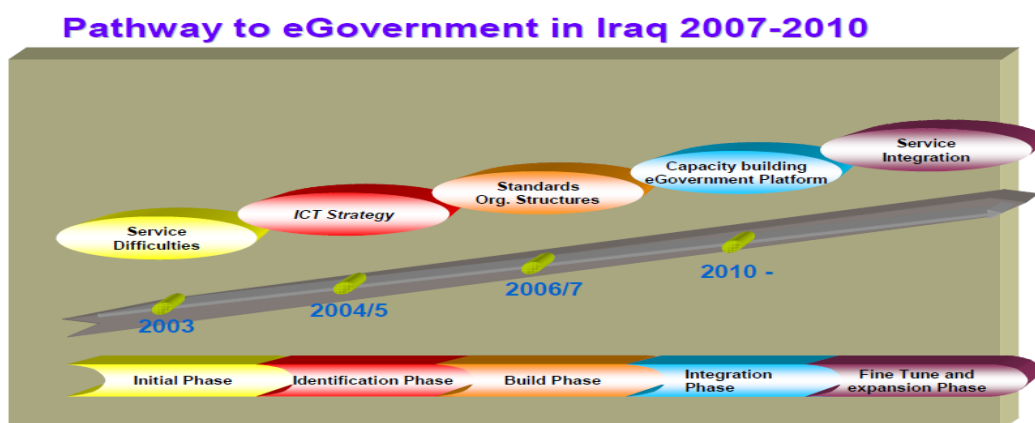 Pathway to eGovernment in Iraq 2007-2010
Service
Integration
Capacity building
eGovernment Platform
Standards
Org. Structures
ICT Strategy
Service
Difficulties
2003
2004/5
2006/7
2010 -
Initial Phase
Identification Phase
Build Phase
Integration
Phase
Fine Tune and
expansion Phase